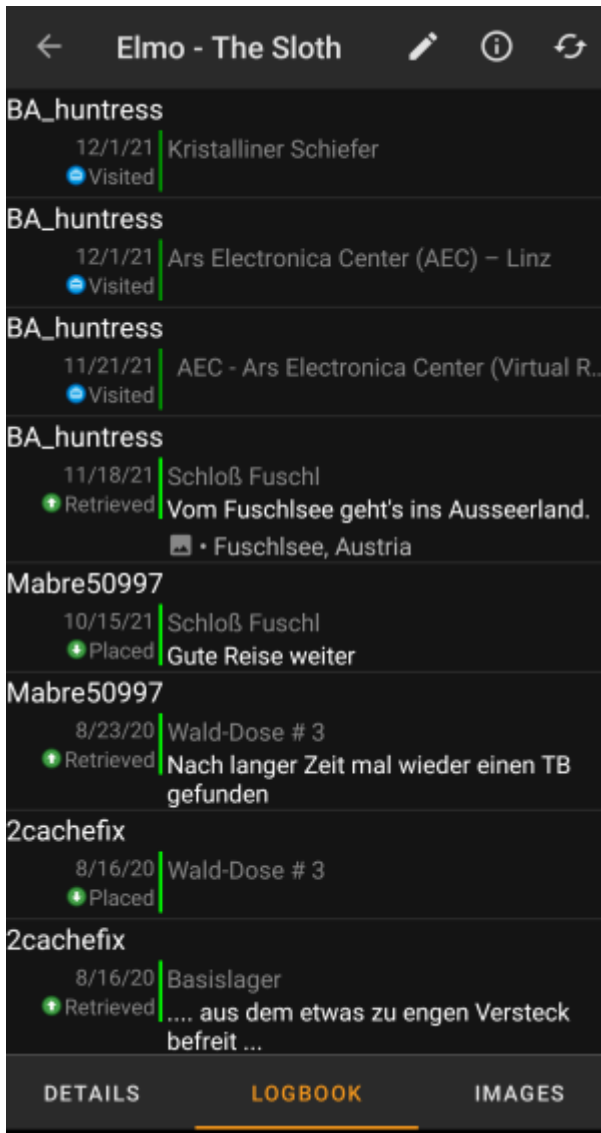 Elmo - The Sloth
BA_huntress
12/1/21 Kristalliner Schiefer
Visited
BA_huntress
12/1/21 Ars Electronica Center (AEC) – Linz
Visited
BA_huntress
11/21/21 AEC - Ars Electronica Center (Virtual R..
Visited
BA_huntress
11/18/21 Schloß Fuschl
Retrieved Vom Fuschlsee geht's ins Ausseerland.
• Fuschlsee, Austria
Mabre50997
10/15/21 Schloß Fuschl
Placed Gute Reise weiter
Mabre50997
8/23/20 Wald-Dose # 3
Retrieved Nach langer Zeit mal wieder einen TB
gefunden
2cachefix
8/16/20 Wald-Dose # 3
Placed
2cachefix
8/16/20 Basislager
Retrieved .... aus dem etwas zu engen Versteck
befreit ...
DETAILS LOGBOOK IMAGES